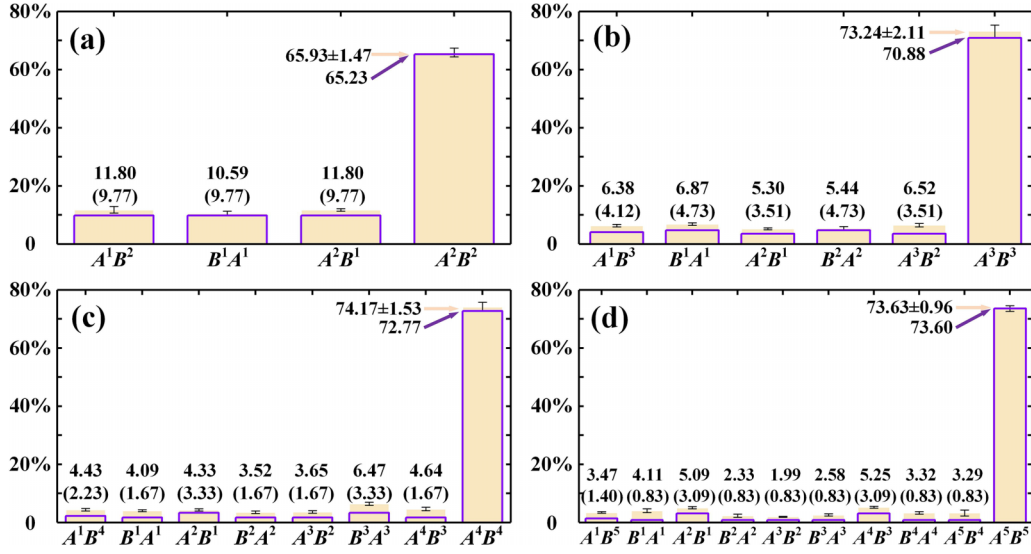 80%
60%
40%
20%
0
(a)
65.93±1.47
65.23
11.80 10.59 11.80
(9.77) (9.77) (9.77)
A¹B² B¹A¹ A²B¹ A²B²
80%
60%
40%
20%
0
(b)
73.24±2.11
70.88
6.38 6.87 5.30 5.44 6.52
(4.12) (4.73) (3.51) (4.73) (3.51)
A¹B³ B¹A¹ A²B¹ B²A² A³B² A³B³
80%
60%
40%
20%
0
(c)
74.17±1.53
72.77
4.43 4.09 4.33 3.52 3.65 6.47 4.64
(2.23) (1.67) (3.33) (1.67) (1.67) (3.33) (1.67)
A¹B⁴ B¹A¹ A²B¹ B²A² A³B² B³A³ A⁴B³ A⁴B⁴
80%
60%
40%
20%
0
(d)
73.63±0.96
73.60
3.47 4.11 5.09 2.33 1.99 2.58 5.25 3.32 3.29
(1.40) (0.83) (3.09) (0.83) (0.83) (0.83) (3.09) (0.83) (0.83)
A¹B⁵ B¹A¹ A²B¹ B²A² A³B² B³A³ A⁴B³ B⁴A⁴ A⁵B⁴ A⁵B⁵